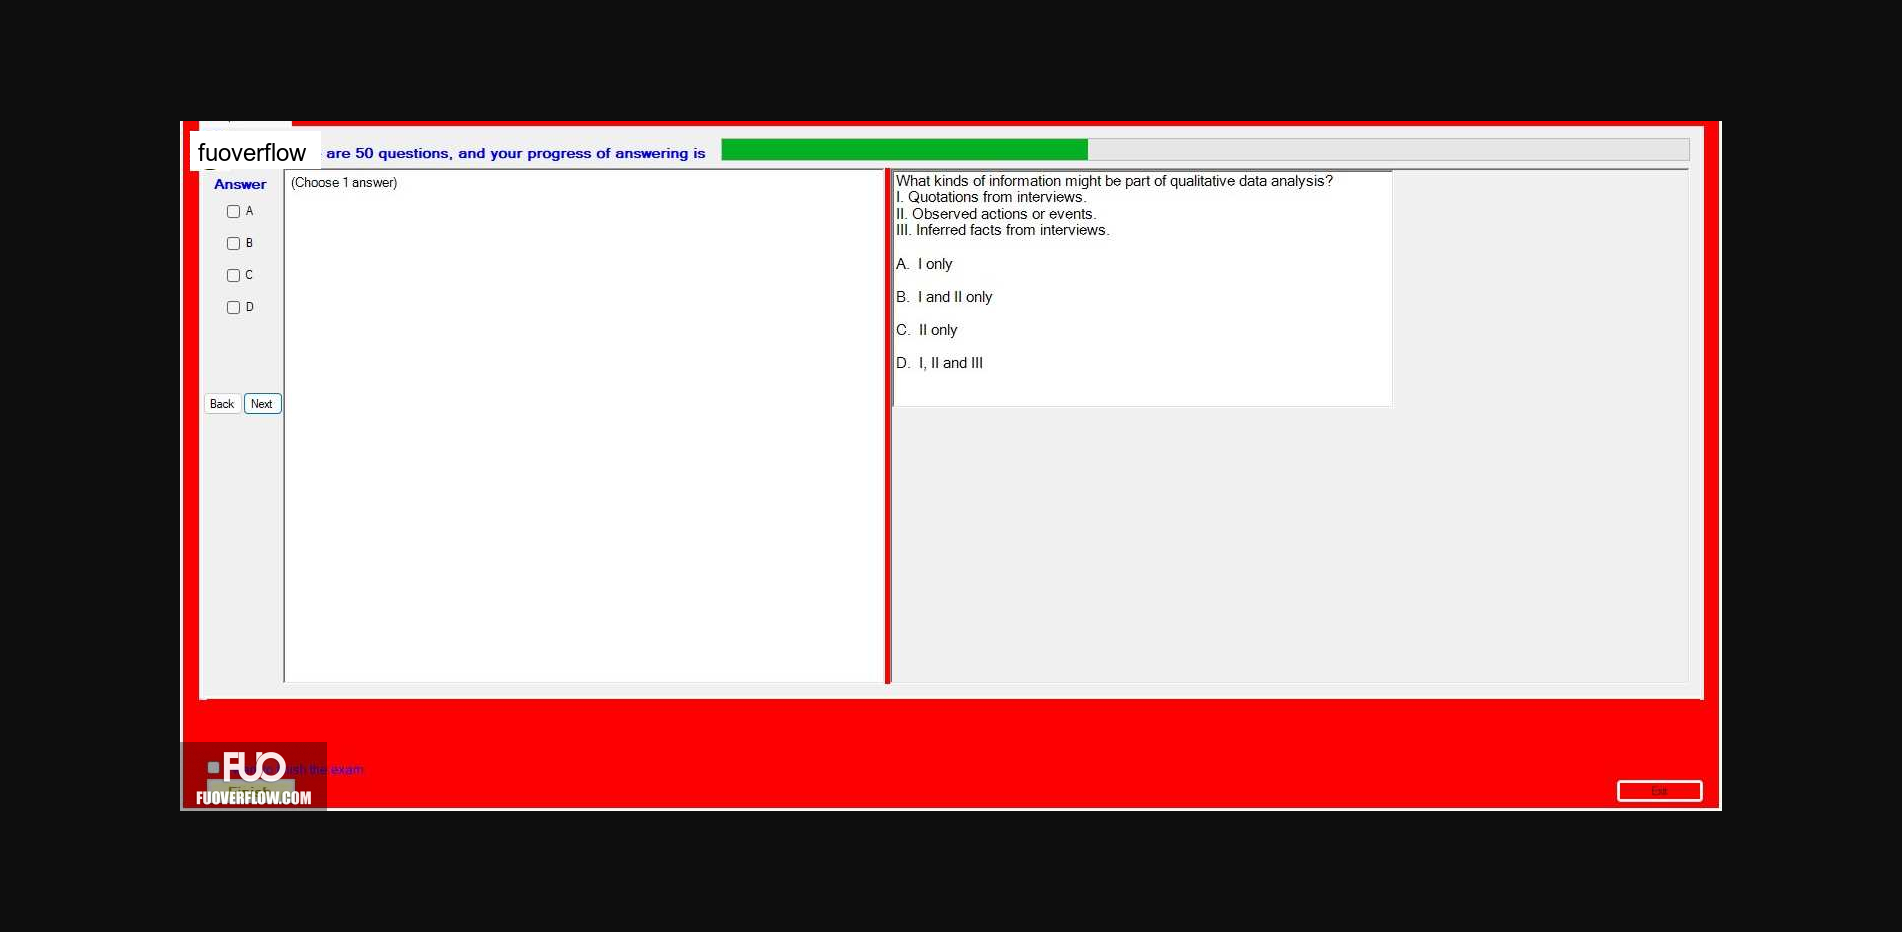 fuoverflow are 50 questions, and your progress of answering is
Answer
(Choose 1 answer)
A
B
C
D
Back Next
What kinds of information might be part of qualitative data analysis?
I. Quotations from interviews.
II. Observed actions or events.
III. Inferred facts from interviews.
A. I only
B. I and II only
C. II only
D. I, II and III
FUO
the exam
Finish
FUOVERFLOW.COM
Exit